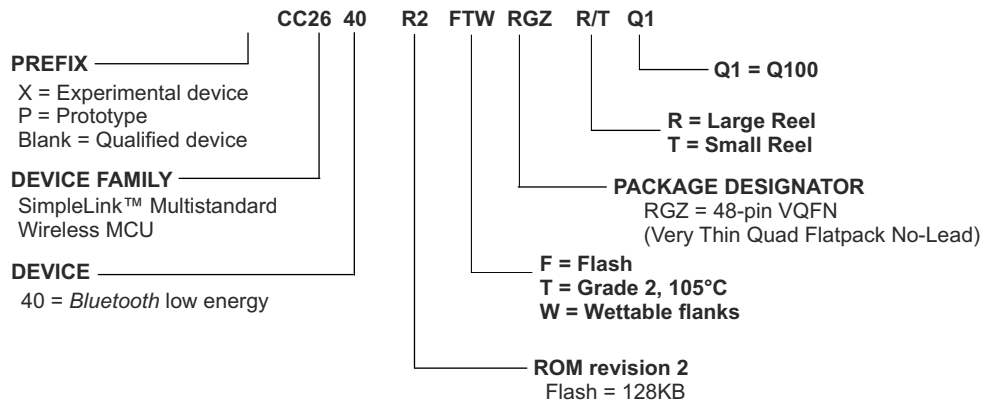 CC26 40 R2 FTW RGZ R/T Q1
PREFIX
X = Experimental device
P = Prototype
Blank = Qualified device
DEVICE FAMILY
SimpleLink™ Multistandard
Wireless MCU
DEVICE
40 = Bluetooth low energy
Q1 = Q100
R = Large Reel
T = Small Reel
PACKAGE DESIGNATOR
RGZ = 48-pin VQFN
(Very Thin Quad Flatpack No-Lead)
F = Flash
T = Grade 2, 105°C
W = Wettable flanks
ROM revision 2
Flash = 128KB